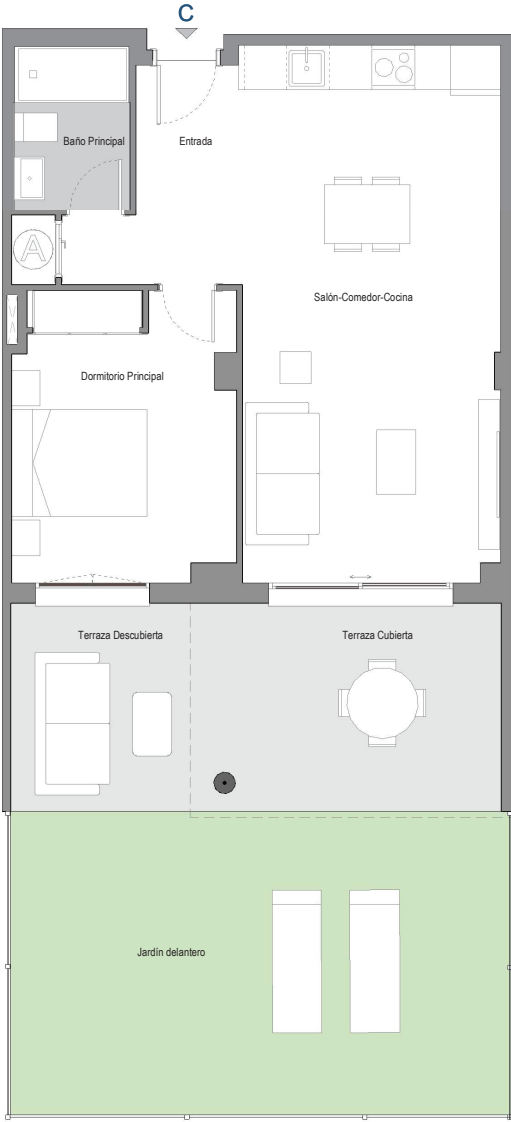 C
Baño Principal
Entrada
A
Salón-Comedor-Cocina
Dormitorio Principal
Terraza Descubierta
Terraza Cubierta
Jardín delantero